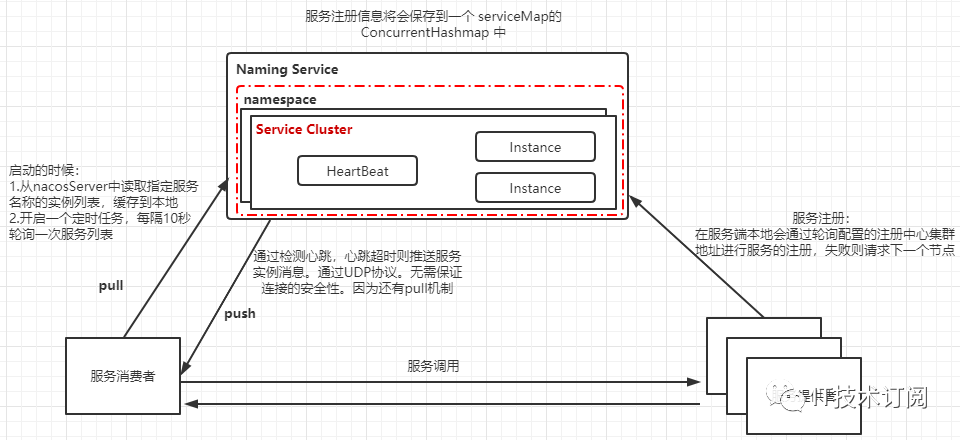 服务注册信息将会保存到一个 serviceMap的
ConcurrentHashmap 中
Naming Service
namespace
Service Cluster
HeartBeat
Instance
Instance
启动的时候：
1.从nacosServer中读取指定服务
名称的实例列表，缓存到本地
2.开启一个定时任务，每隔10秒
轮询一次服务列表
服务注册：
在服务端本地会通过轮询配置的注册中心集群
地址进行服务的注册，失败则请求下一个节点
通过检测心跳，心跳超时则推送服务
实例消息。通过UDP协议。无需保证
连接的安全性。因为还有pull机制
pull
push
服务消费者
服务调用
技术订阅